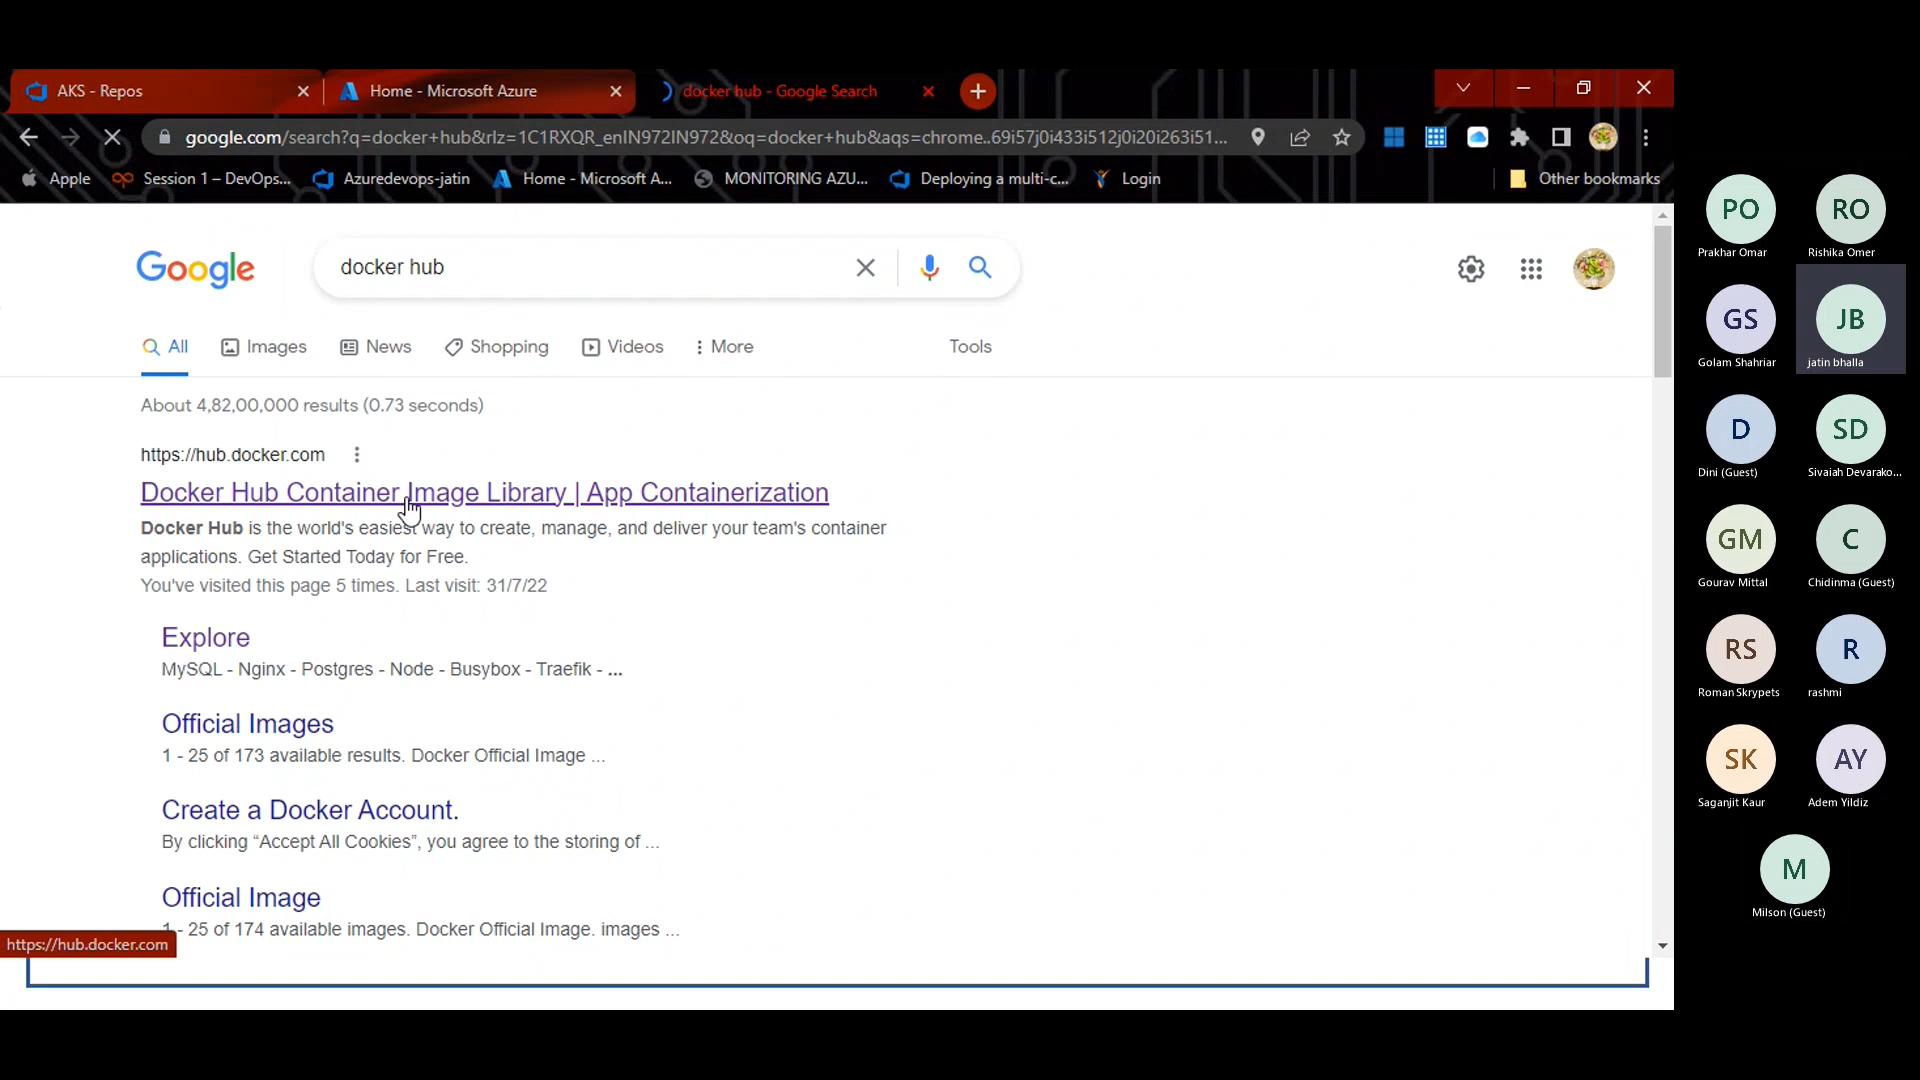 AKS - Repos
Home - Microsoft Azure
docker hub - Google Search
google.com/search?q=docker+hub&rlz=1C1RXQR_enIN972IN972&oq=docker+hub&aqs=chrome..69i57j0i433i512j0i20i263i51...
Apple
Session 1 – DevOps...
Azuredevops-jatin
Home - Microsoft A...
MONITORING AZU...
Deploying a multi-c...
Login
Other bookmarks
Google
docker hub
All
Images
News
Shopping
Videos
More
Tools
About 4,82,00,000 results (0.73 seconds)
https://hub.docker.com
Docker Hub Container Image Library | App Containerization
Docker Hub is the world's easiest way to create, manage, and deliver your team's container
applications. Get Started Today for Free.
You've visited this page 5 times. Last visit: 31/7/22
Explore
MySQL - Nginx - Postgres - Node - Busybox - Traefik - ...
Official Images
1 - 25 of 173 available results. Docker Official Image ...
Create a Docker Account.
By clicking “Accept All Cookies”, you agree to the storing of ...
Official Image
1 - 25 of 174 available images. Docker Official Image. images ...
https://hub.docker.com
PO
Prakhar Omar
RO
Rishika Omer
GS
Golam Shahriar
JB
jatin bhalla
D
Dini (Guest)
SD
Sivaiah Devarako...
GM
Gourav Mittal
C
Chidinma (Guest)
RS
Roman Skrypets
R
rashmi
SK
Saganjit Kaur
AY
Adem Yildiz
M
Milson (Guest)